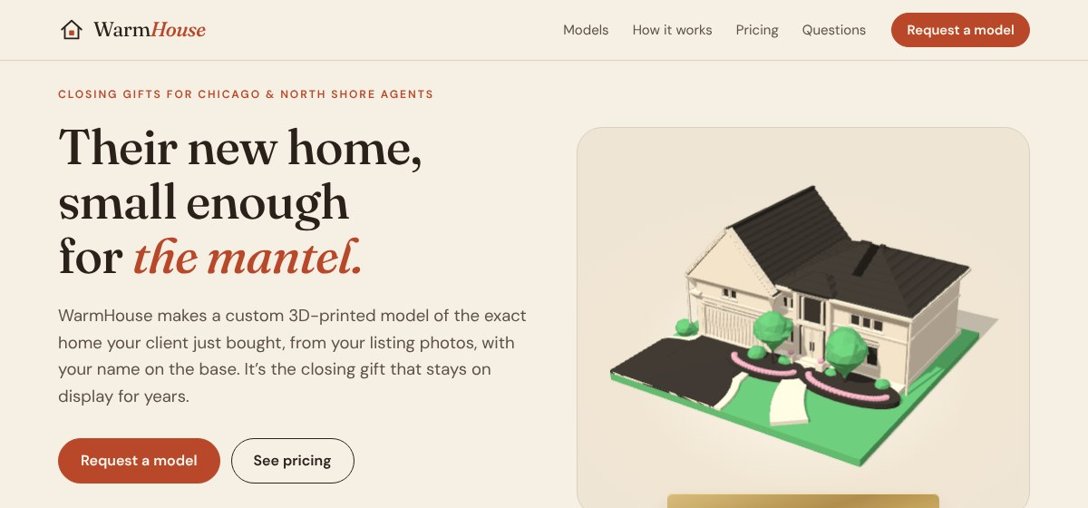 WarmHouse
Models
How it works
Pricing
Questions
Request a model
CLOSING GIFTS FOR CHICAGO & NORTH SHORE AGENTS
Their new home,
small enough
for the mantel.
WarmHouse makes a custom 3D-printed model of the exact
home your client just bought, from your listing photos, with
your name on the base. It’s the closing gift that stays on
display for years.
Request a model
See pricing